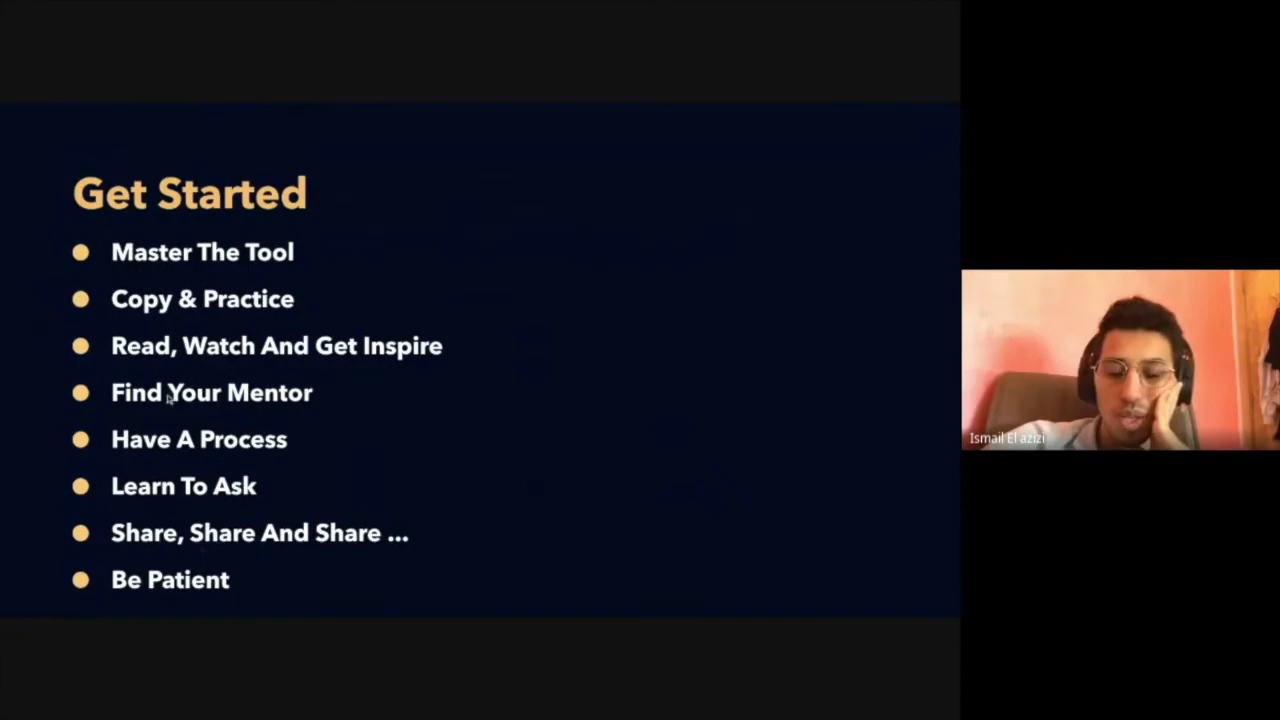 Get Started
Master The Tool
Copy & Practice
Read, Watch And Get Inspire
Find Your Mentor
Have A Process
Learn To Ask
Share, Share And Share ...
Be Patient
Ismail El azizi